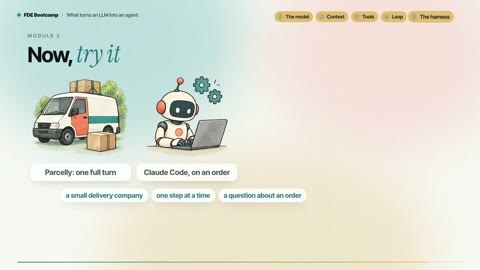 FDE Bootcamp · What turns an LLM into an agent
The model
Context
Tools
Loop
The harness
MODULE 2
Now, try it
Parcelly: one full turn
Claude Code, on an order
a small delivery company
one step at a time
a question about an order